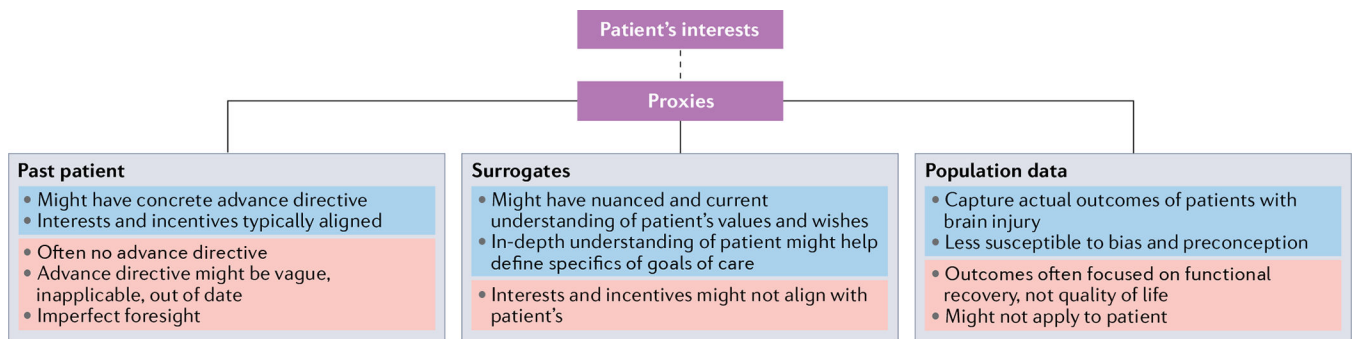 Patient's interests
Proxies
Past patient
• Might have concrete advance directive
• Interests and incentives typically aligned
• Often no advance directive
• Advance directive might be vague,
inapplicable, out of date
• Imperfect foresight
Surrogates
• Might have nuanced and current
understanding of patient's values and wishes
• In-depth understanding of patient might help
define specifics of goals of care
• Interests and incentives might not align with
patient's
Population data
• Capture actual outcomes of patients with
brain injury
• Less susceptible to bias and preconception
• Outcomes often focused on functional
recovery, not quality of life
• Might not apply to patient